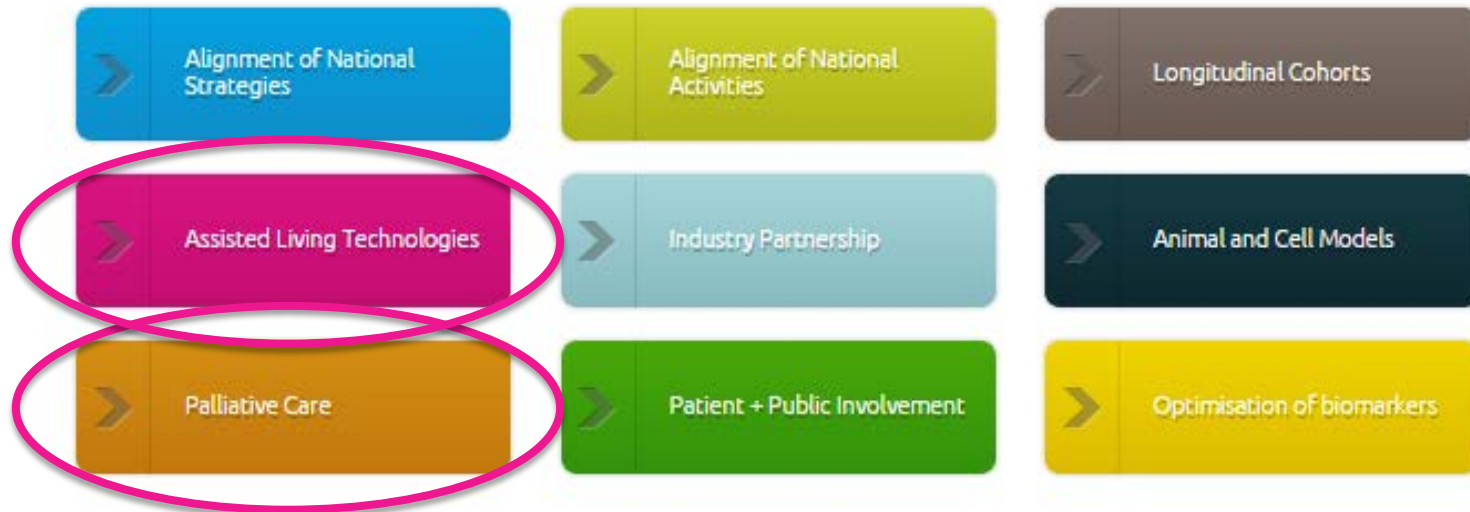 Alignment of National
Strategies
Alignment of National
Activities
Longitudinal Cohorts
Assisted Living Technologies
Industry Partnership
Animal and Cell Models
Palliative Care
Patient + Public Involvement
Optimisation of biomarkers